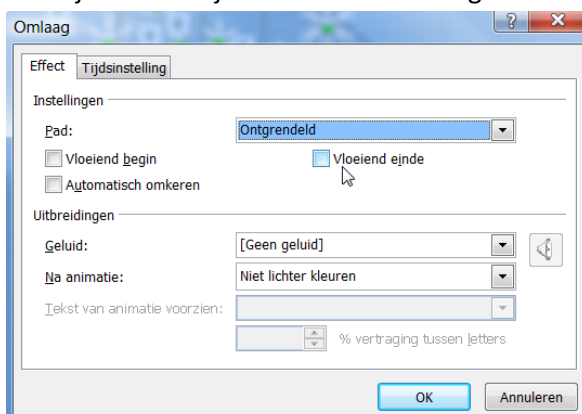 Omlaag
Effect Tijdsinstelling
Instellingen
Pad: Ontgrendeld
Vloeiend begin Vloeiend einde
Automatisch omkeren
Uitbreidingen
Geluid: [Geen geluid]
Na animatie: Niet lichter kleuren
Tekst van animatie voorzien:
% vertraging tussen letters
OK Annuleren